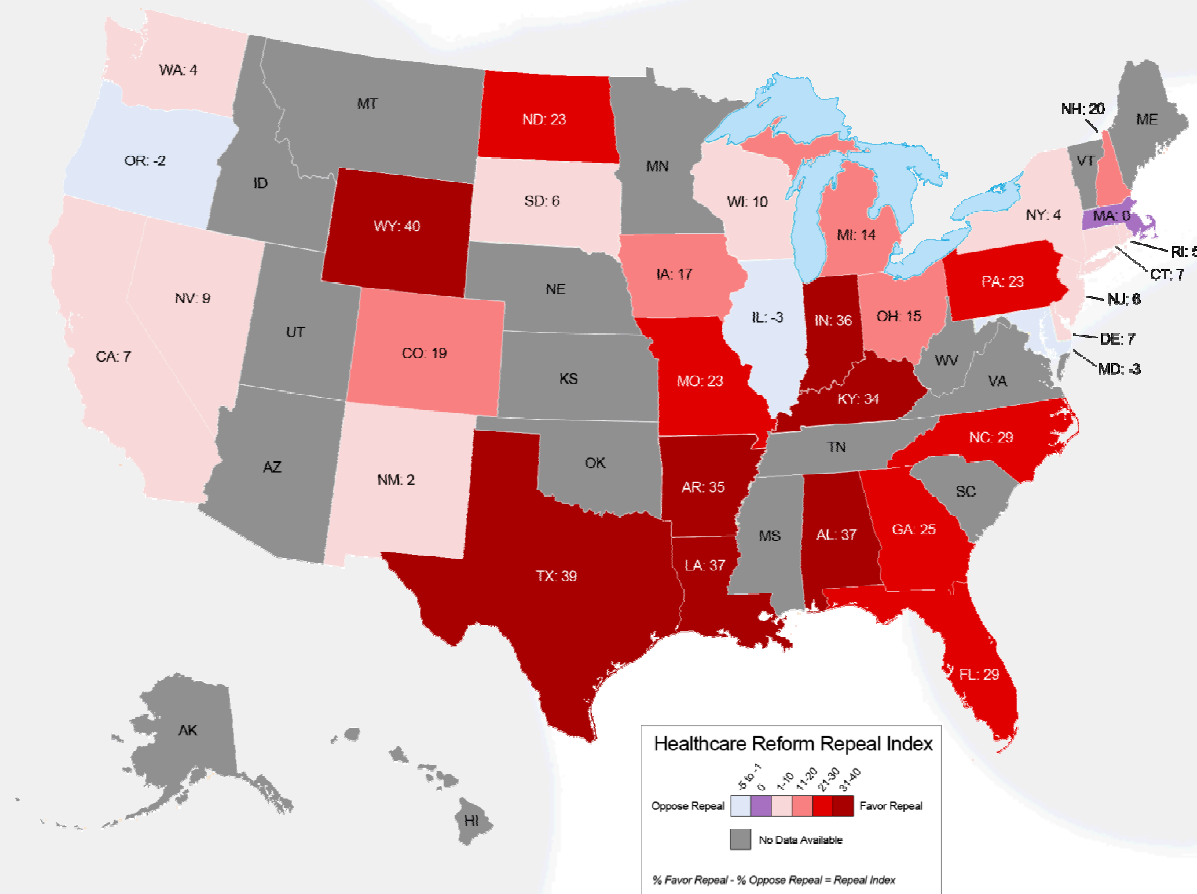 WA: 4
MT
ND: 23
MN
OR: -2
ID
WY: 40
SD: 6
WI: 10
MI: 14
NH: 20
ME
VT
NY: 4
MA: 0
RI: 5
CT: 7
NV: 9
CA: 7
UT
CO: 19
NE
IA: 17
IL: -3
IN: 36
OH: 15
PA: 23
NJ: 6
DE: 7
MD: -3
WV
VA
KS
MO: 23
KY: 34
AZ
NM: 2
OK
AR: 35
TN
NC: 29
SC
MS
AL: 37
GA: 25
TX: 39
LA: 37
FL: 29
AK
HI
Healthcare Reform Repeal Index
-5 to -1
0
1-10
11-20
21-30
31-40
Oppose Repeal
Favor Repeal
No Data Available
% Favor Repeal - % Oppose Repeal = Repeal Index